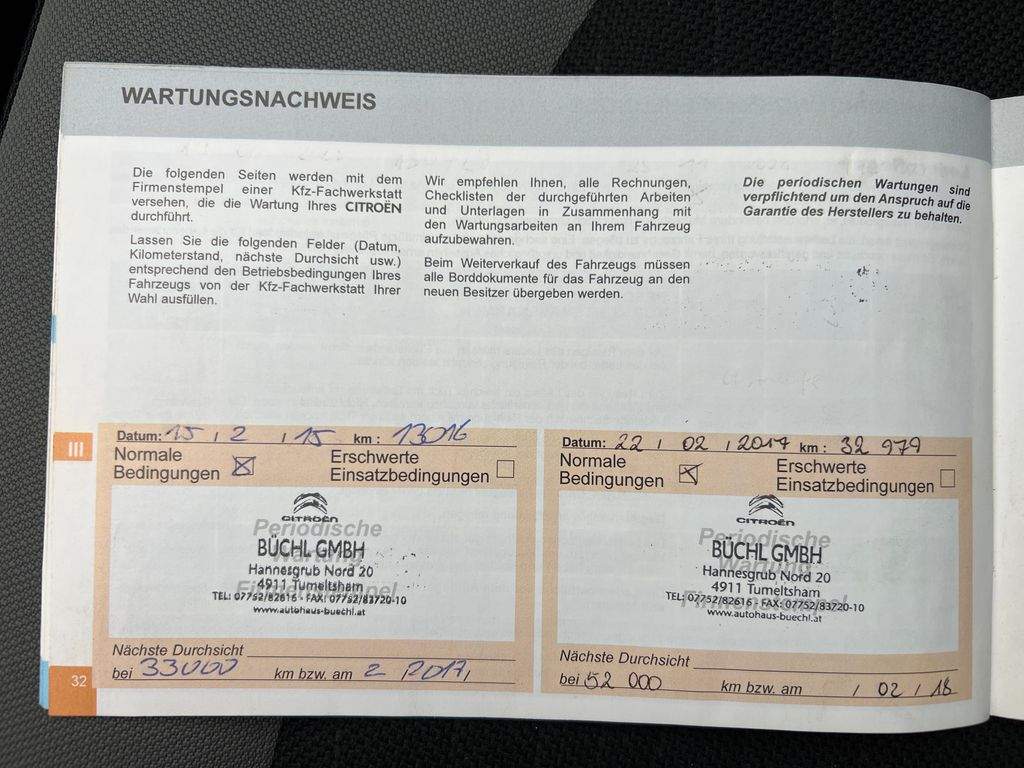 WARTUNGSNACHWEIS
Die folgenden Seiten werden mit dem
Firmenstempel einer Kfz-Fachwerkstatt
versehen, die die Wartung Ihres CITROËN
durchführt.
Lassen Sie die folgenden Felder (Datum,
Kilometerstand, nächste Durchsicht usw.)
entsprechend den Betriebsbedingungen Ihres
Fahrzeugs von der Kfz-Fachwerkstatt Ihrer
Wahl ausfüllen.
Wir empfehlen Ihnen, alle Rechnungen,
Checklisten der durchgeführten Arbeiten
und Unterlagen in Zusammenhang mit
den Wartungsarbeiten an Ihrem Fahrzeug
aufzubewahren.
Beim Weiterverkauf des Fahrzeugs müssen
alle Borddokumente für das Fahrzeug an den
neuen Besitzer übergeben werden.
Die periodischen Wartungen sind
verpflichtend um den Anspruch auf die
Garantie des Herstellers zu behalten.
III
Datum: 15 / 2 / 15 km : 13016
Normale
Bedingungen
Erschwerte
Einsatzbedingungen
CITROËN
Periodische
BÜCHL GMBH
Wartung
Hannesgrub Nord 20
4911 Tumeltsham
Firmenstempel
TEL: 07752/82616 - FAX: 07752/83720-10
www.autohaus-buechl.at
Nächste Durchsicht
bei 33000 km bzw. am 2 2017,
Datum: 22 / 02 / 2017 km : 32 979
Normale
Bedingungen
Erschwerte
Einsatzbedingungen
CITROËN
Periodische
BÜCHL GMBH
Wartung
Hannesgrub Nord 20
4911 Tumeltsham
Firmenstempel
TEL: 07752/82616 - FAX: 07752/83720-10
www.autohaus-buechl.at
Nächste Durchsicht
bei 52 000 km bzw. am / 02 / 18
32